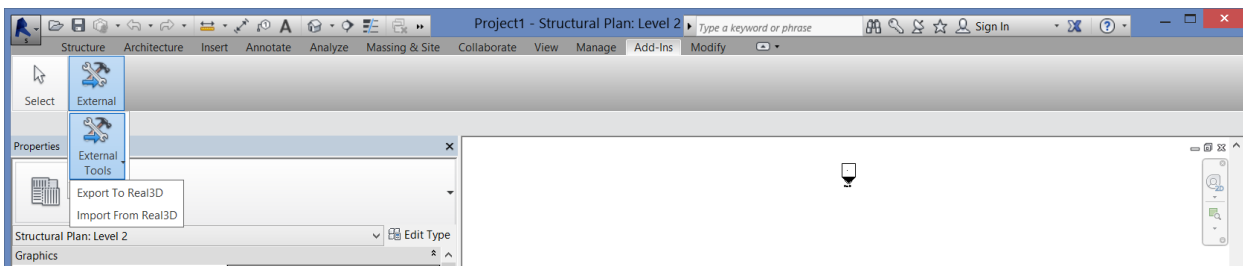 Project1 - Structural Plan: Level 2 Type a keyword or phrase Sign In
Structure Architecture Insert Annotate Analyze Massing & Site Collaborate View Manage Add-Ins Modify
Select External
External
Tools
Properties
Export To Real3D
Import From Real3D
Structural Plan: Level 2 Edit Type
Graphics